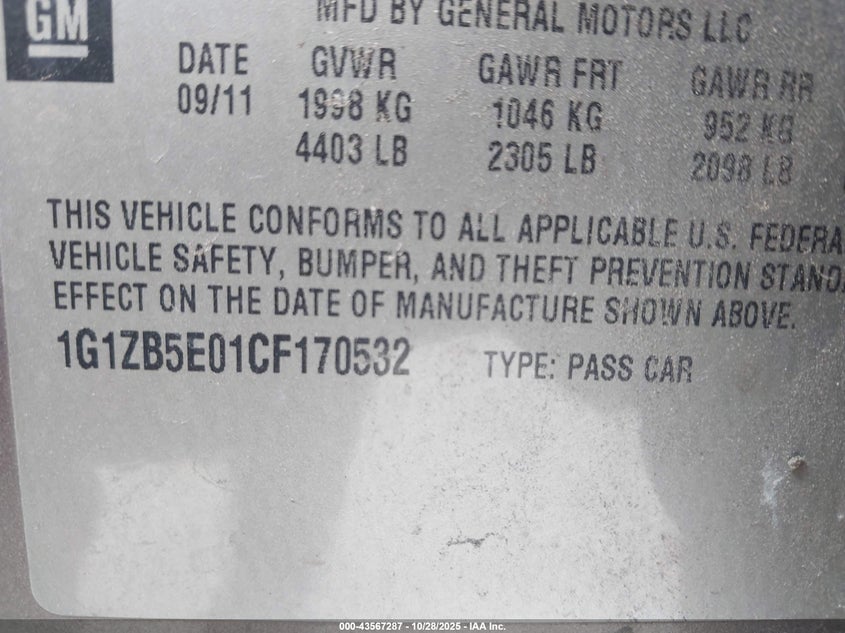 GM
MFD BY GENERAL MOTORS LLC
DATE GVWR GAWR FRT GAWR RR
09/11 1998 KG 1046 KG 952 KG
4403 LB 2305 LB 2098 LB
THIS VEHICLE CONFORMS TO ALL APPLICABLE U.S. FEDERA
VEHICLE SAFETY, BUMPER, AND THEFT PREVENTION STAND
EFFECT ON THE DATE OF MANUFACTURE SHOWN ABOVE.
1G1ZB5E01CF170532 TYPE: PASS CAR
000-43567287 - 10/28/2025 - IAA Inc.